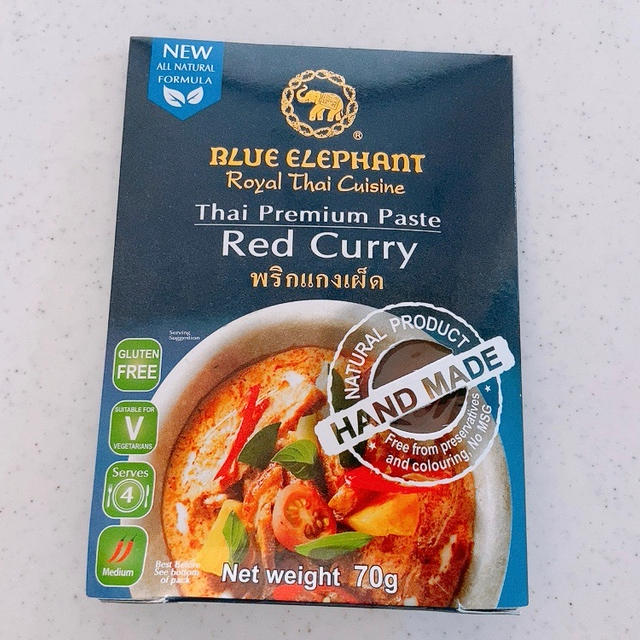 NEW
ALL NATURAL
FORMULA
®
BLUE ELEPHANT
Royal Thai Cuisine
Thai Premium Paste
Red Curry
พริกแกงเผ็ด
Serving
Suggestion
NATURAL PRODUCT
HAND MADE
Free from preservatives
and colouring, No MSG
GLUTEN
FREE
SUITABLE FOR
V
VEGETARIANS
Serves
4
Medium
Best Before
See bottom
of pack
Net weight 70g